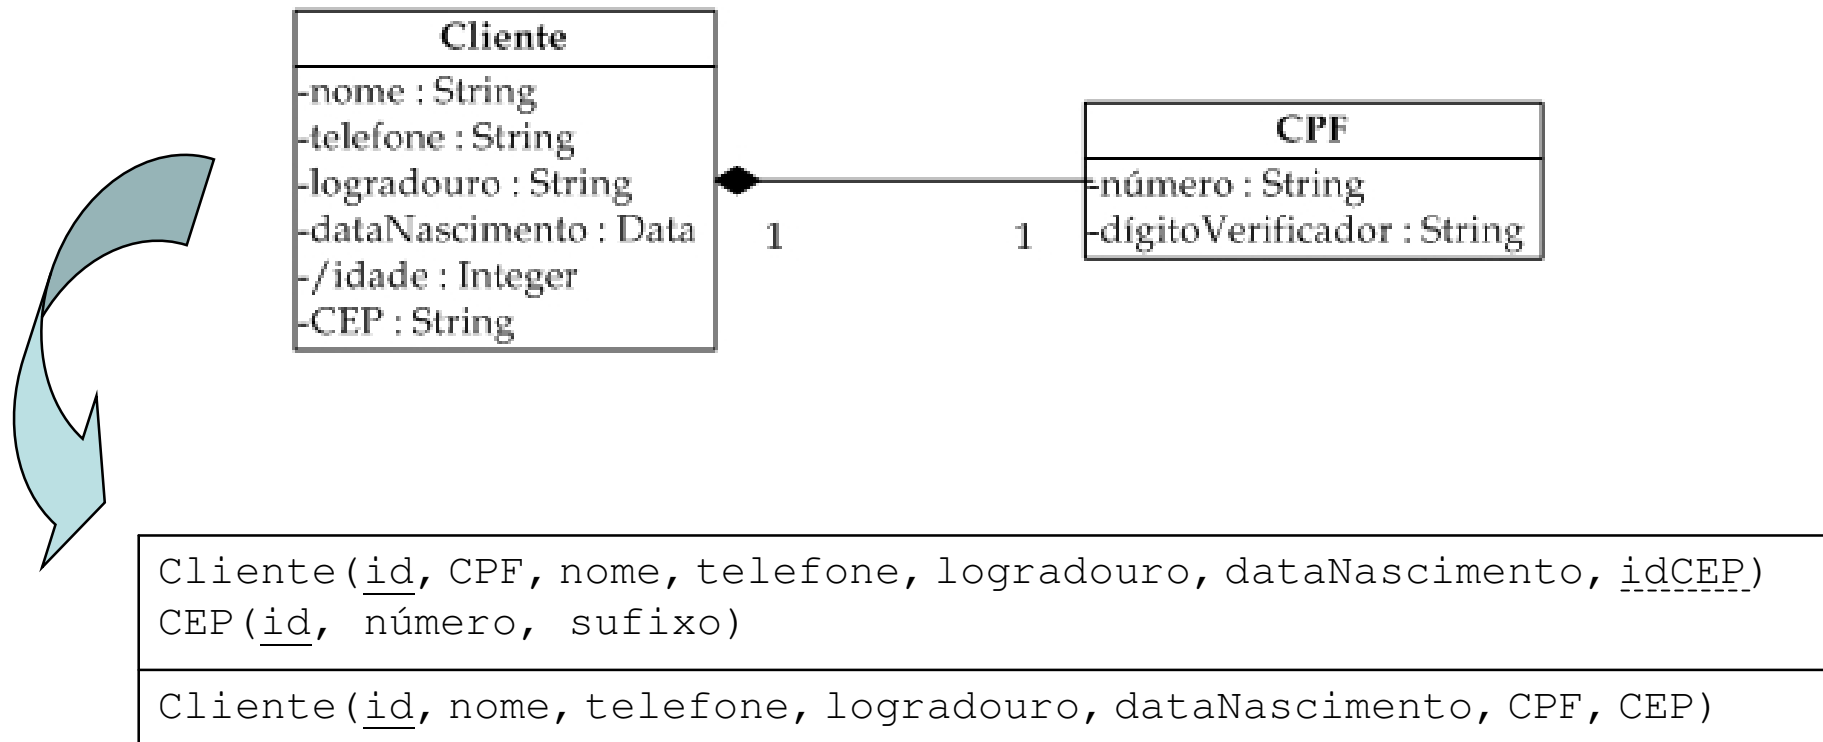 Cliente
-nome : String
-telefone : String
-logradouro : String
-dataNascimento : Data
-/idade : Integer
-CEP : String
1
1
CPF
-número : String
-dígitoVerificador : String
Cliente(id, CPF, nome, telefone, logradouro, dataNascimento, idCEP)
CEP(id, número, sufixo)
Cliente(id, nome, telefone, logradouro, dataNascimento, CPF, CEP)